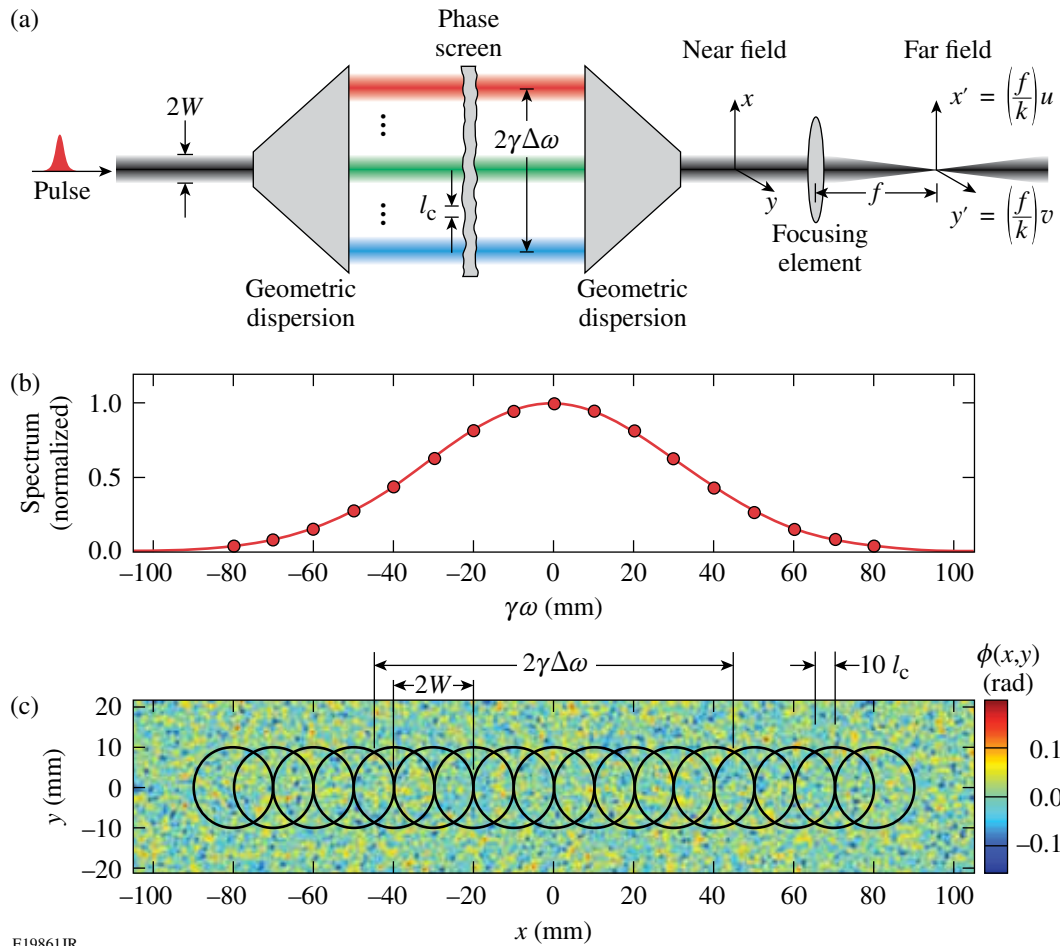 (a)
Phase
screen
Near field
Far field
2W
x
x′ = (f/k)u
2γΔω
Pulse
l_c
y
f
y′ = (f/k)v
Focusing
element
Geometric
dispersion
Geometric
dispersion
(b)
Spectrum
(normalized)
1.0
0.5
0.0
−100 −80 −60 −40 −20 0 20 40 60 80 100
γω (mm)
2γΔω
10 l_c
ϕ(x,y)
(rad)
2W
(c)
y (mm)
20
10
0
−10
−20
0.1
0.0
−0.1
−100 −80 −60 −40 −20 0 20 40 60 80 100
x (mm)
E19861JR